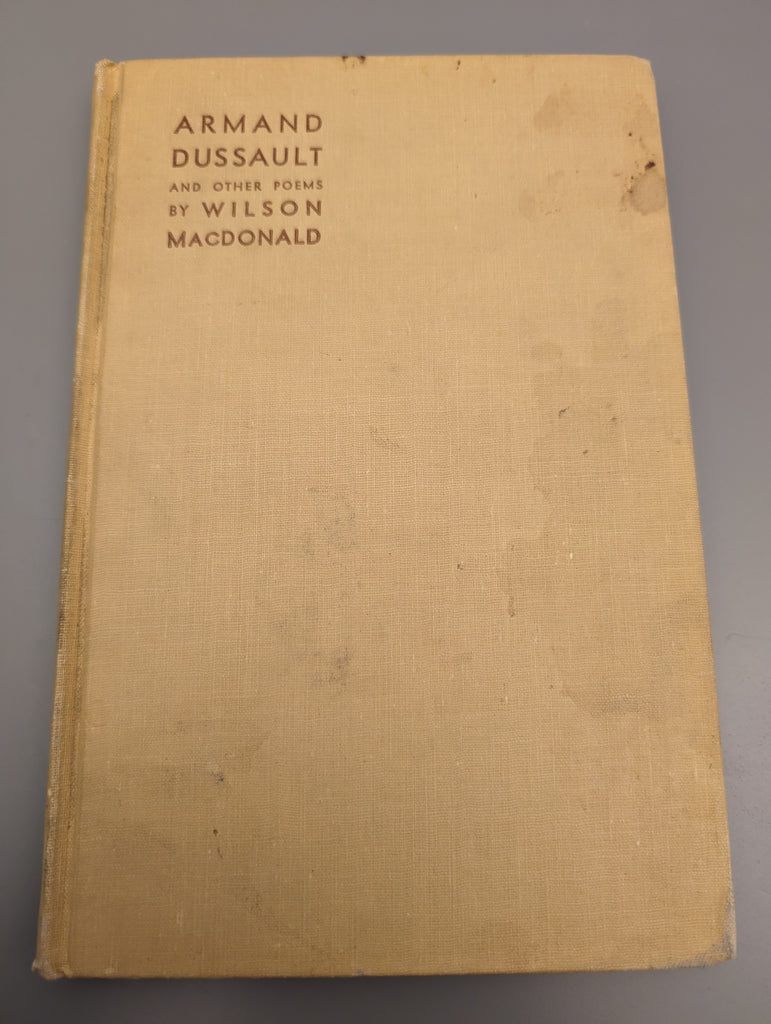 ARMAND
DUSSAULT
AND OTHER POEMS
BY WILSON
MACDONALD